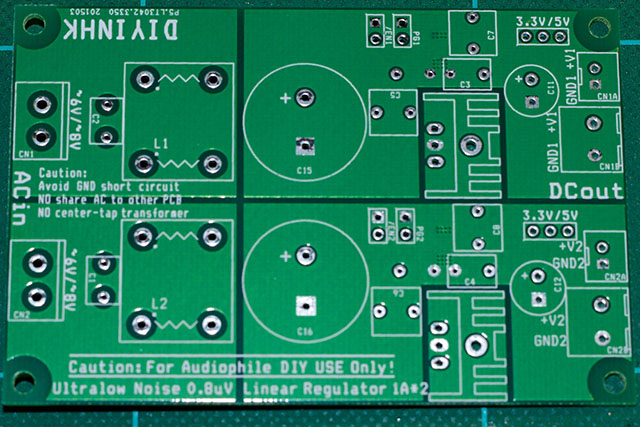 DIYINHK
P5.LT3042.3350 201503
3.3V/5V
/EN1
PG1
C7
C3
C5
C11
+V1
GND1
CN1A
+V1
GND1
CN1B
CN1
~6V/~8V
C2
L1
C15
ACin
Caution:
Avoid GND short circuit
NO share AC to other PCB
NO center-tap transformer
DCout
3.3V/5V
/EN2
PG2
C8
C4
C6
C12
+V2
GND2
CN2A
+V2
GND2
CN2B
CN2
~6V/~8V
C1
L2
C16
Caution:For Audiophile DIY USE Only!
Ultralow Noise 0.8uV Linear Regulator 1A*2